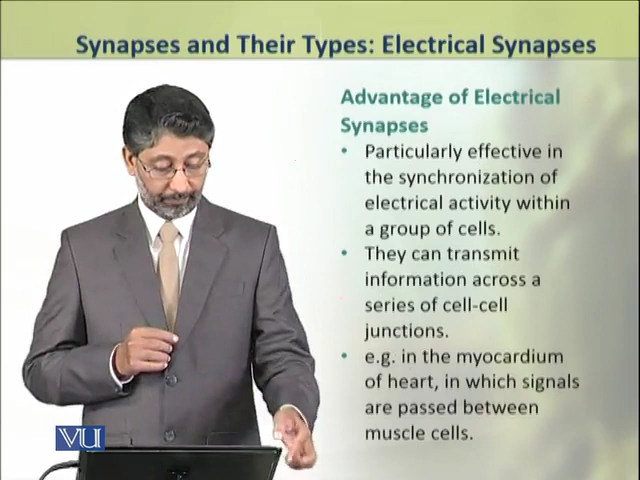 Synapses and Their Types: Electrical Synapses
Advantage of Electrical
Synapses
• Particularly effective in
the synchronization of
electrical activity within
a group of cells.
• They can transmit
information across a
series of cell-cell
junctions.
• e.g. in the myocardium
of heart, in which signals
are passed between
muscle cells.
VU